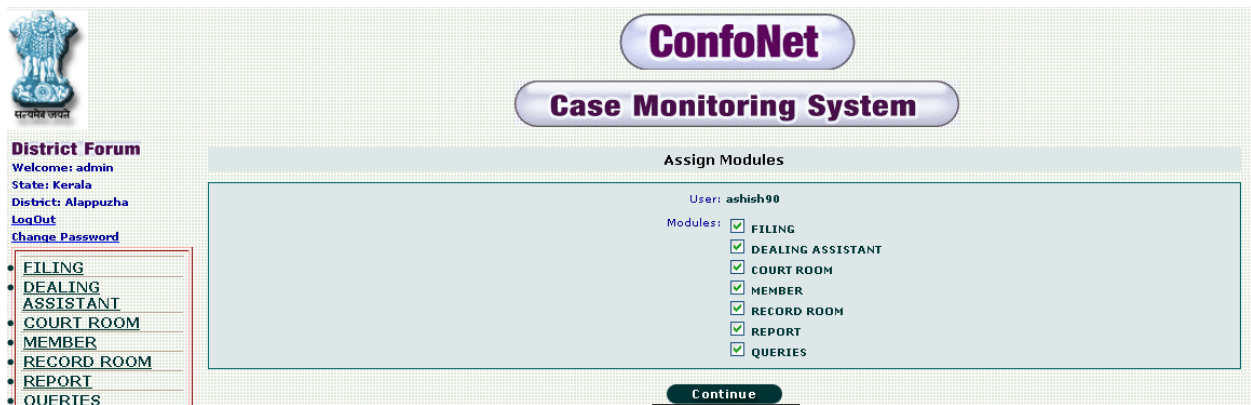 ConfoNet
Case Monitoring System
सत्यमेव जयते
District Forum
Welcome: admin
State: Kerala
District: Alappuzha
LogOut
Change Password
FILING
DEALING
ASSISTANT
COURT ROOM
MEMBER
RECORD ROOM
REPORT
QUERIES
Assign Modules
User: ashish90
Modules: FILING
DEALING ASSISTANT
COURT ROOM
MEMBER
RECORD ROOM
REPORT
QUERIES
Continue